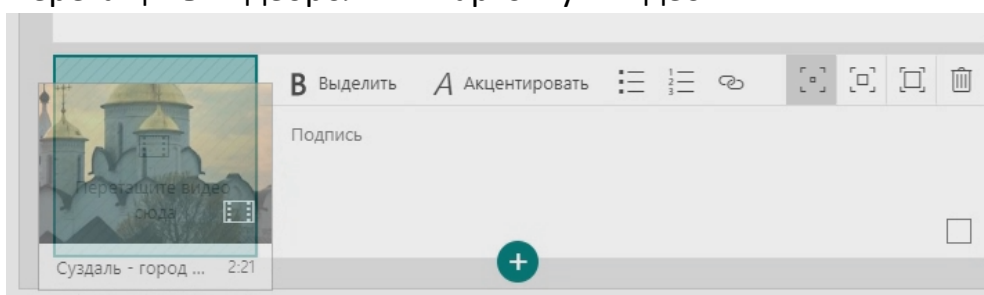 B Выделить A Акцентировать
Подпись
Перетащите видео
сюда
Суздаль - город ... 2:21